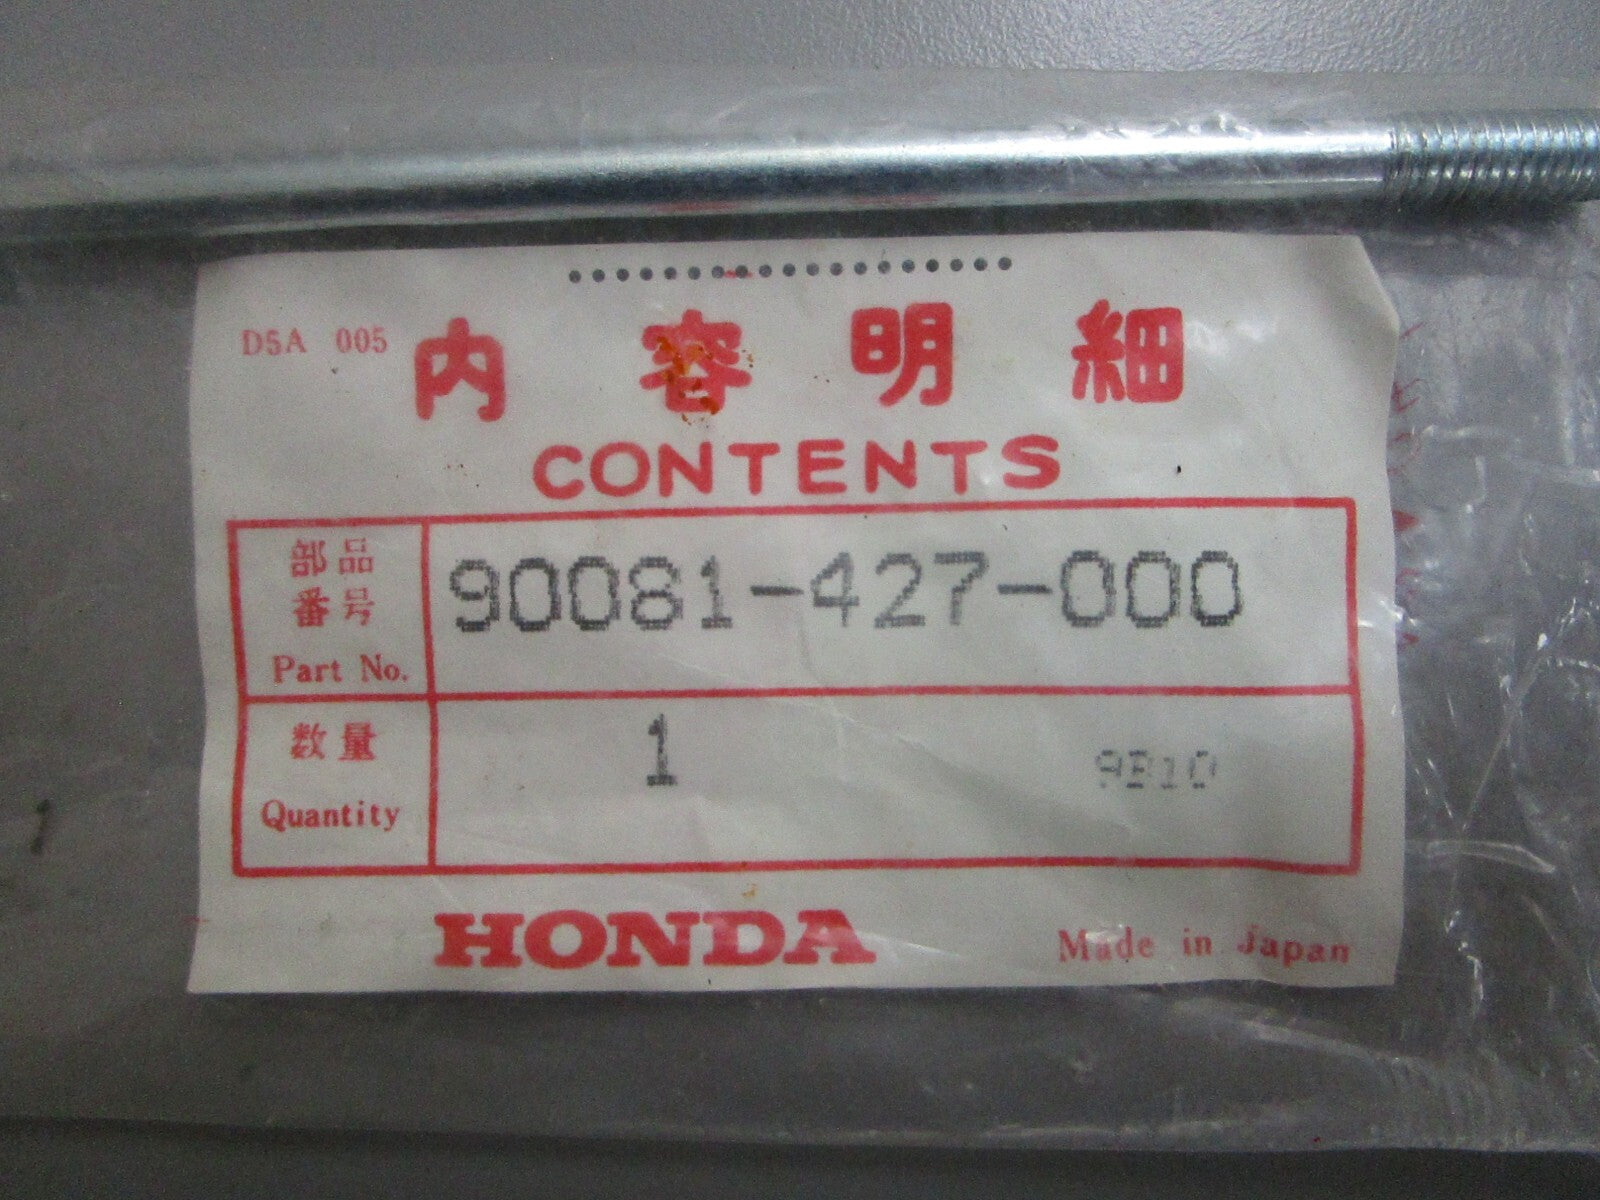 D5A 005
内容明細
CONTENTS
部品
番号
Part No.
90081-427-000
数量
Quantity
1
HONDA
Made in Japan